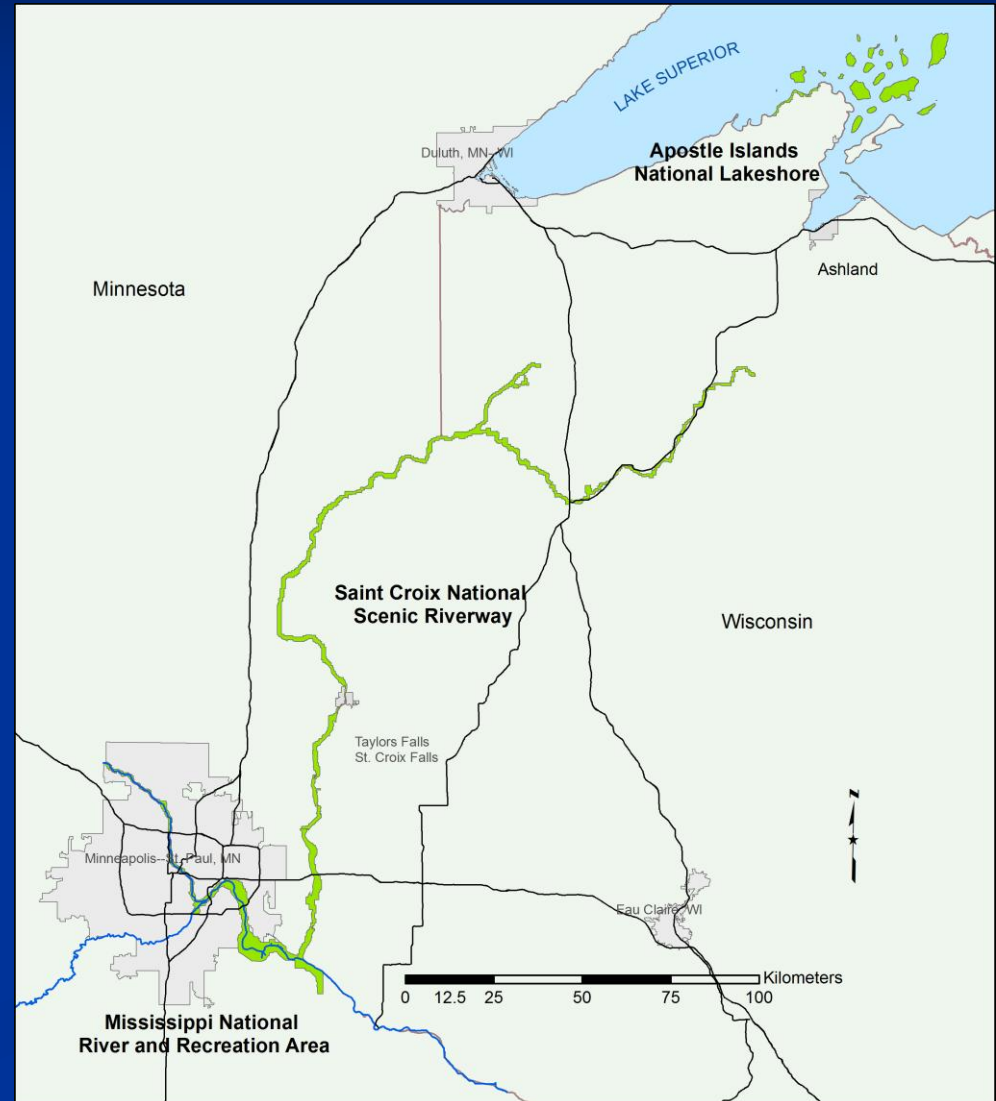 LAKE SUPERIOR
Duluth, MN--WI
Apostle Islands
National Lakeshore
Ashland
Minnesota
Saint Croix National
Scenic Riverway
Wisconsin
Taylors Falls
St. Croix Falls
N
Minneapolis--St. Paul, MN
Eau Claire, WI
Kilometers
0 12.5 25 50 75 100
Mississippi National
River and Recreation Area